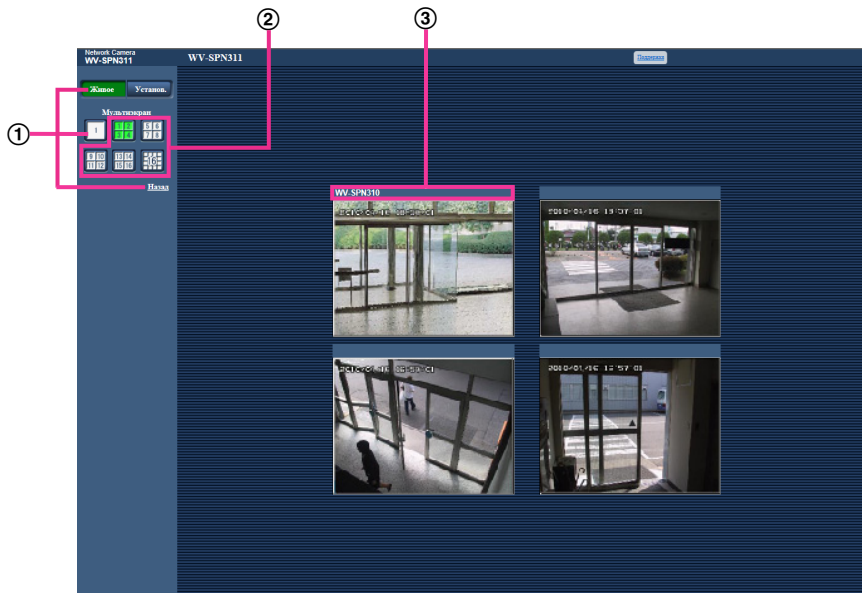 ② ③
Network Camera
WV-SPN311
WV-SPN311
Поддержка
Живое
Установ.
Мультиэкран
①
1
1 2
3 4
5 6
7 8
9 10
11 12
13 14
15 16
16
Назад
WV-SPN310